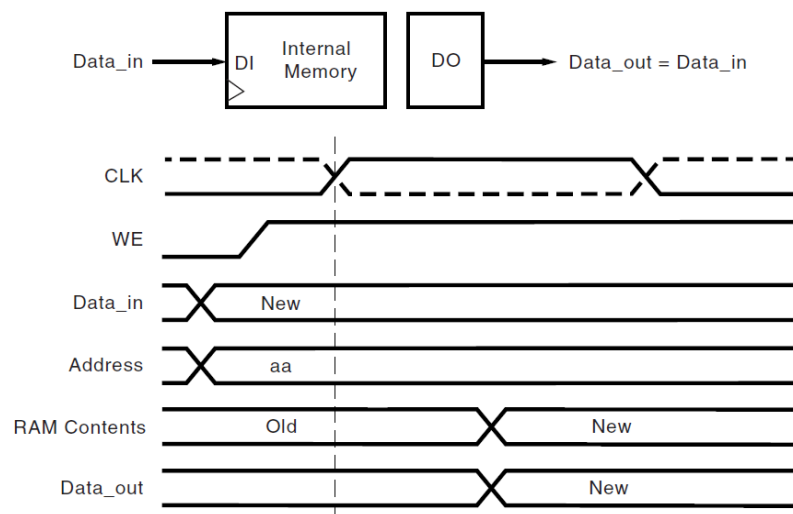 Data_in
DI
Internal
Memory
DO
Data_out = Data_in
CLK
WE
Data_in
New
Address
aa
RAM Contents
Old
New
Data_out
New